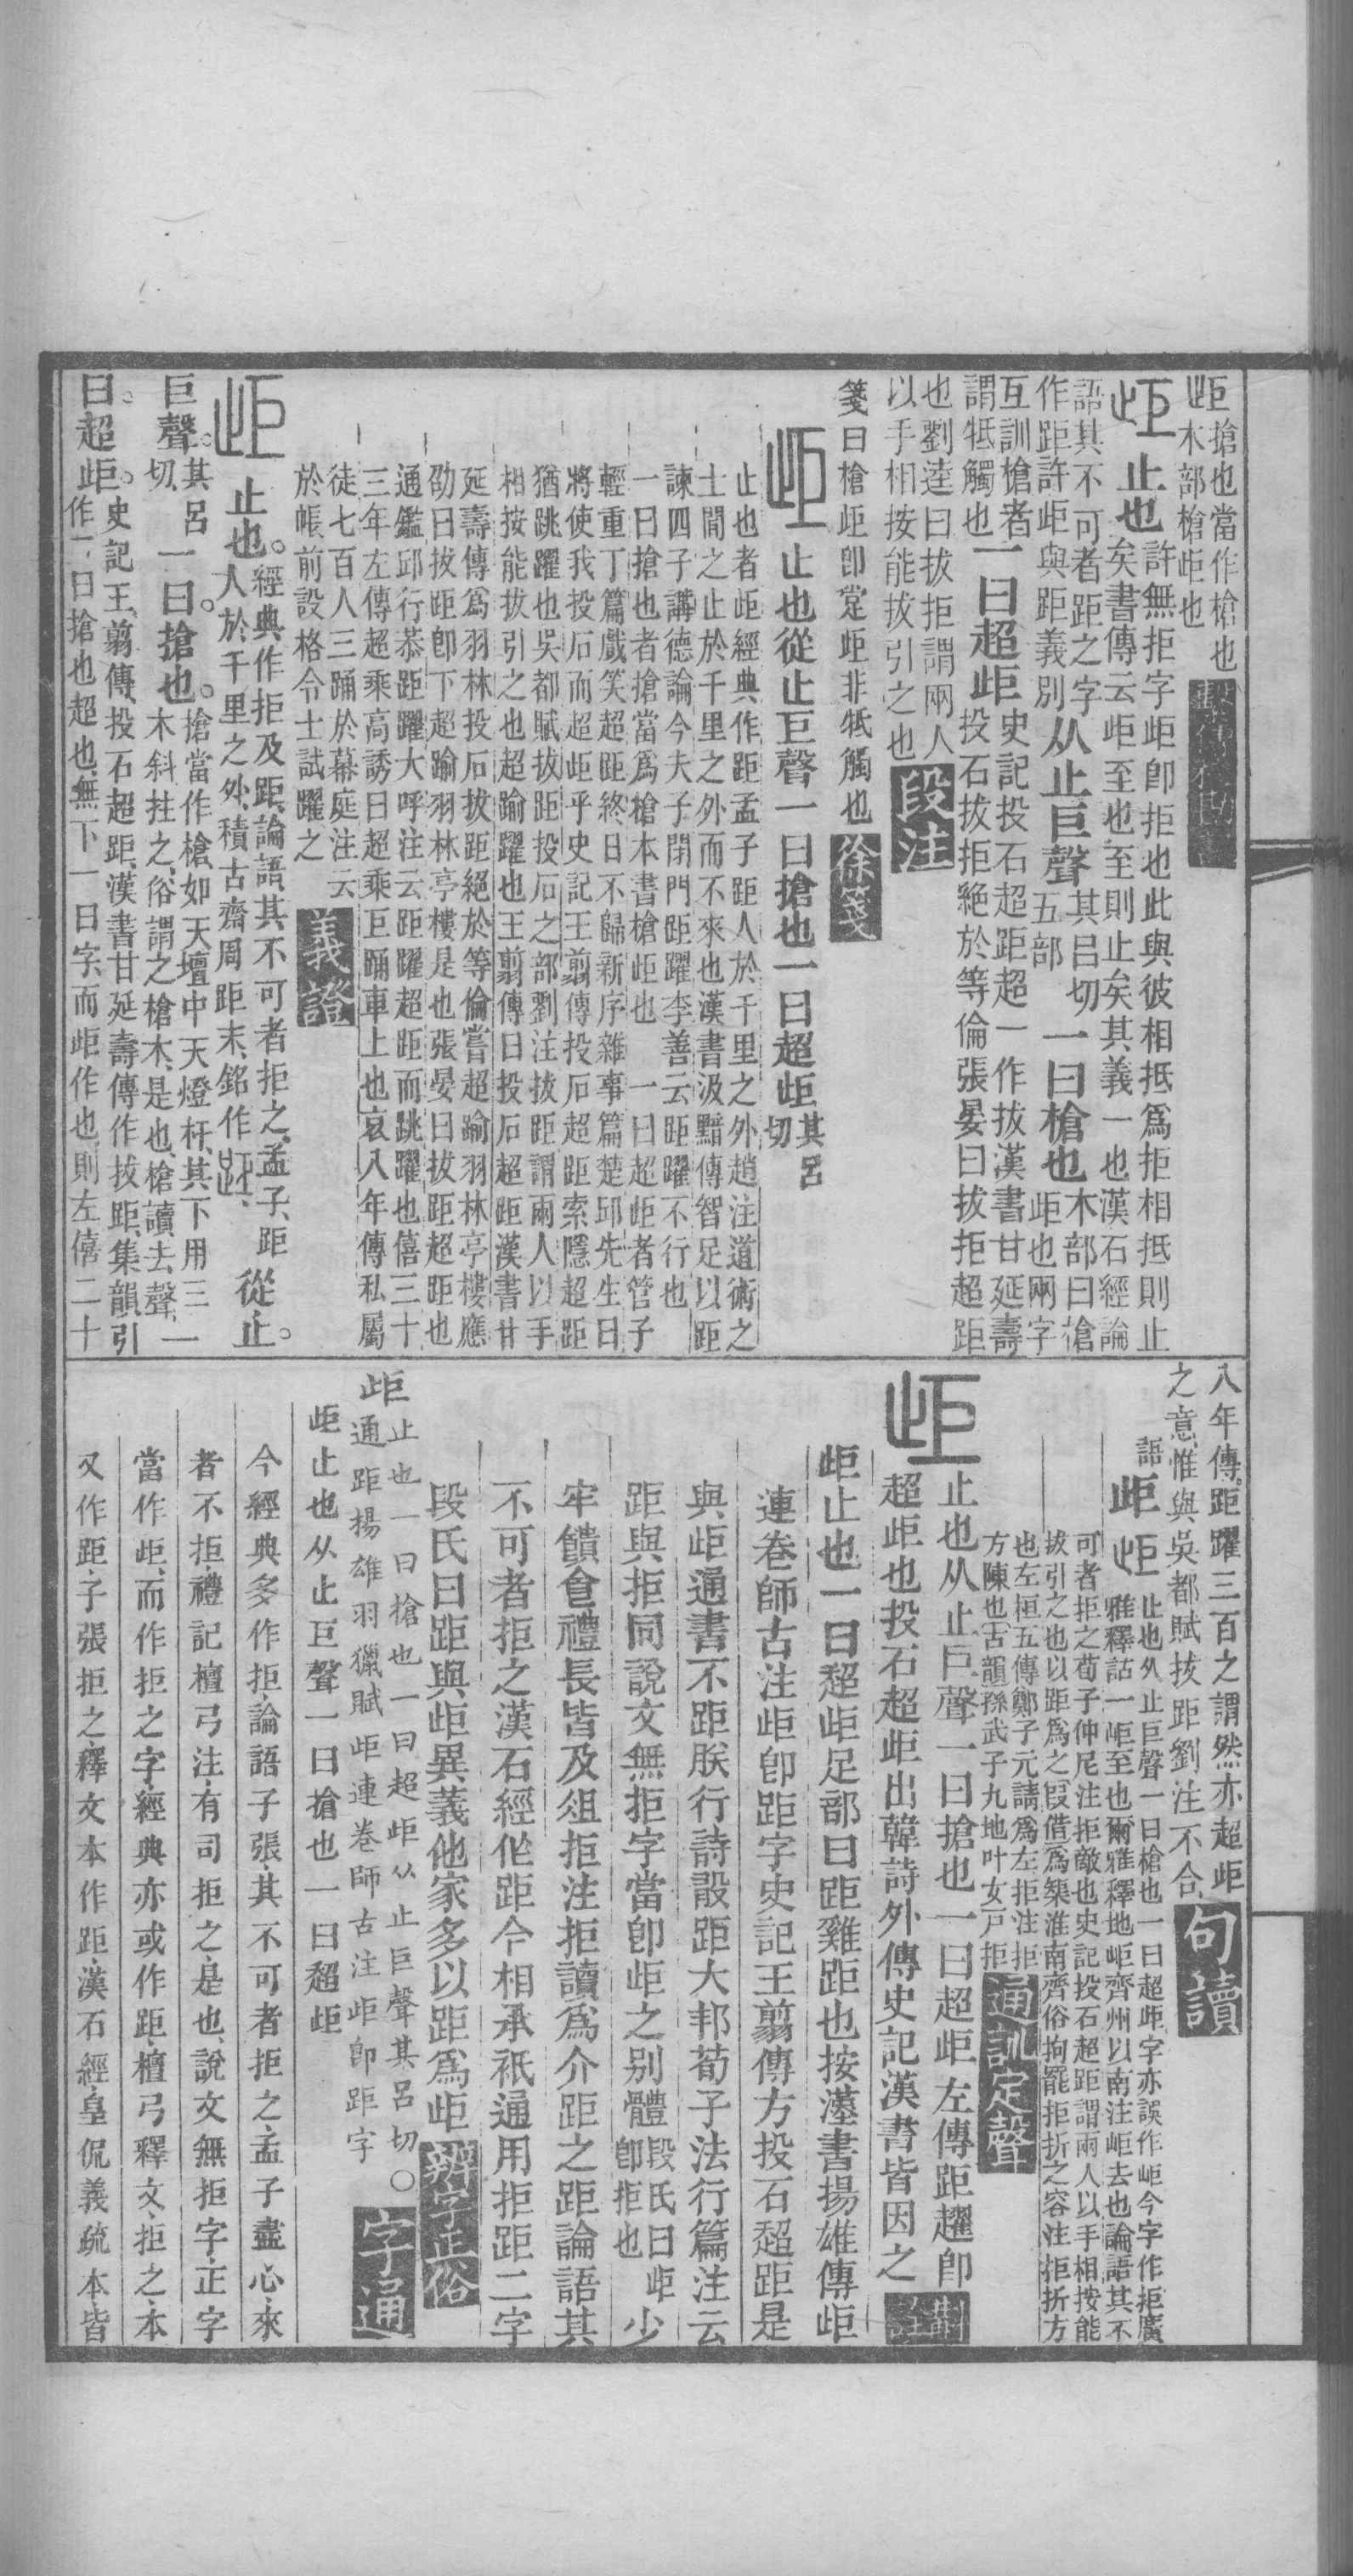 歫搶也當作槍也
木部槍歫也
歫 止也
許無拒字歫卽拒也此與彼相抵爲拒相抵則止
矣書傳云歫至也至則止矣其義一也漢石經論
語其不可者距之字
作距許歫與距義別
从止巨聲
其呂切
五部
一曰槍也
木部曰槍
歫也兩字
互訓槍者
謂牴觸也
一曰超歫
史記投石超距超一作拔漢書甘延壽
投石拔拒絕於等倫張晏曰拔拒超距
也劉逵曰拔拒謂兩人
以手相按能拔引之也
段注
箋曰槍歫卽定歫非牴觸也
徐箋
歫 止也從止巨聲一曰搶也一曰超歫
其呂
切
止也者歫經典作距孟子距人於千里之外趙注道術之
士閒之止於千里之外而不來也漢書汲黯傳智足以距
諫四子講德論今夫子閉門距躍李善云距躍不行也
一曰搶也者搶當爲槍本書槍歫也 一曰超歫者管子
輕重丁篇戲笑超距終日不歸新序雜事篇楚邱先生曰
將使我投石而超歫乎史記王翦傳投石超距索隱超距
猶跳躍也吳都賦拔距投石之部劉注拔距謂兩人以手
相按能拔引之也超踰躍也王翦傳曰投石超距漢書甘
延壽傳爲羽林投石拔距絕於等倫嘗超踰羽林亭樓應
劭曰拔距卽下超踰羽林亭樓是也張晏曰拔距超距也
通鑑邱行恭距躍大呼注云距躍超距而跳躍也僖三十
三年左傳超乘高誘曰超乘巨踊車上也哀八年傳私屬
徒七百人三踊於幕庭注云
於帳前設格令士試躍之
義證
歫 止也。
經典作拒及距論語其不可者拒之孟子距
人於千里之外積古齋周距末銘作
從止。
巨聲。
其呂
切
一曰。搶也。
搶當作槍如天壇中天燈杆其下用三
木斜拄之俗謂之槍木是也槍讀去聲
一
曰。超歫。
史記王翦傳投石超距漢書甘延壽傳作拔距集韻引
作一曰搶也超也無下一曰字而歫作也則左僖二十
八年傳距躍三百之謂然亦超歫
之意惟與吳都賦拔距劉注不合
句讀
語 歫 歫
止也从止巨聲一曰槍也一曰超歫字亦誤作岠今字作拒廣
雅釋詁一岠至也爾雅釋地岠齊州以南注岠去也論語其不
可者拒之荀子仲尼注拒敵也史記投石超距謂兩人以手相按能
拔引之也以距爲之叚借爲榘淮南齊俗拘罷拒折之容注拒折方
也左桓五傳鄭子元請爲左拒注拒
方陳也古韻孫武子九地叶女戸拒
通訓定聲
歫 止也从止巨聲一曰搶也一曰超歫左傳距躍卽
超歫也投石超歫出韓詩外傳史記漢書皆因之
斠詮
歫止也一曰超歫足部曰距雞距也按漢書揚雄傳歫
連卷師古注歫卽距字史記王翦傳方投石超距是
與歫通書不距朕行詩敢距大邦荀子法行篇注云
距與拒同說文無拒字當卽歫之別體
段氏曰歫
卽拒也
少
牢饋食禮長皆及俎拒注拒讀爲介距之距論語其
不可者拒之漢石經作距今相承祇通用拒距二字
段氏曰距與歫異義他家多以距爲歫
辨字正俗
歫
止也一曰搶也一曰超歫从止巨聲其呂切○
通距揚雄羽獵賦歫連卷師古注歫卽距字
字通
歫止也从止巨聲一曰搶也一曰超歫
今經典多作拒論語子張其不可者拒之孟子盡心來
者不拒禮記檀弓注有司拒之是也說文無拒字正字
當作歫而作拒之字經典亦或作距檀弓釋文拒之本
又作距子張拒之釋文本作距漢石經皇侃義疏本皆